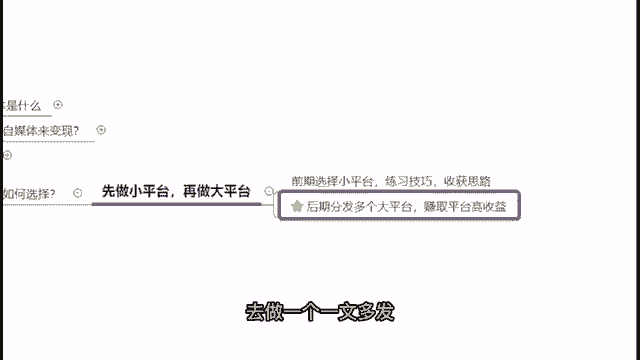 是什么
自媒体来变现?
如何选择?
先做小平台，再做大平台
前期选择小平台，练习技巧，收获思路
后期分发多个大平台，赚取平台高收益
去做一个一文多发